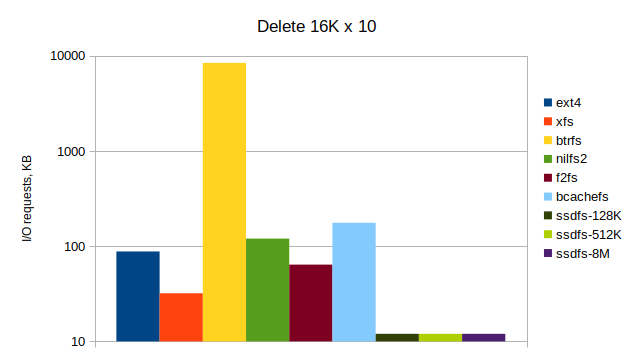 Delete 16K x 10
10000
1000
100
10
I/O requests, KB
ext4
xfs
btrfs
nilfs2
f2fs
bcachefs
ssdfs-128K
ssdfs-512K
ssdfs-8M